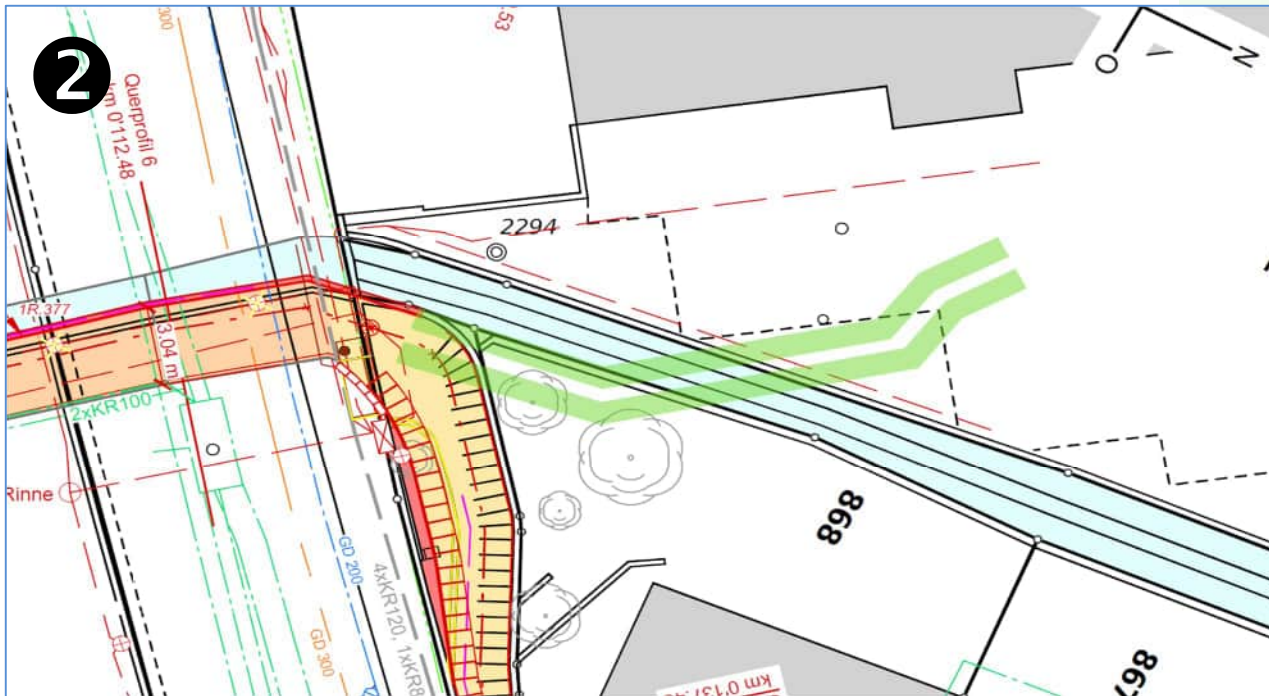 2
300
.53
O
N
Querprofil 6
km 0'112.48
2294
1R.377
3.04 m
2xKR100
Rinne
898
GD 200
4xKR120, 1xKR8
GD 300
897
km 0'137.4